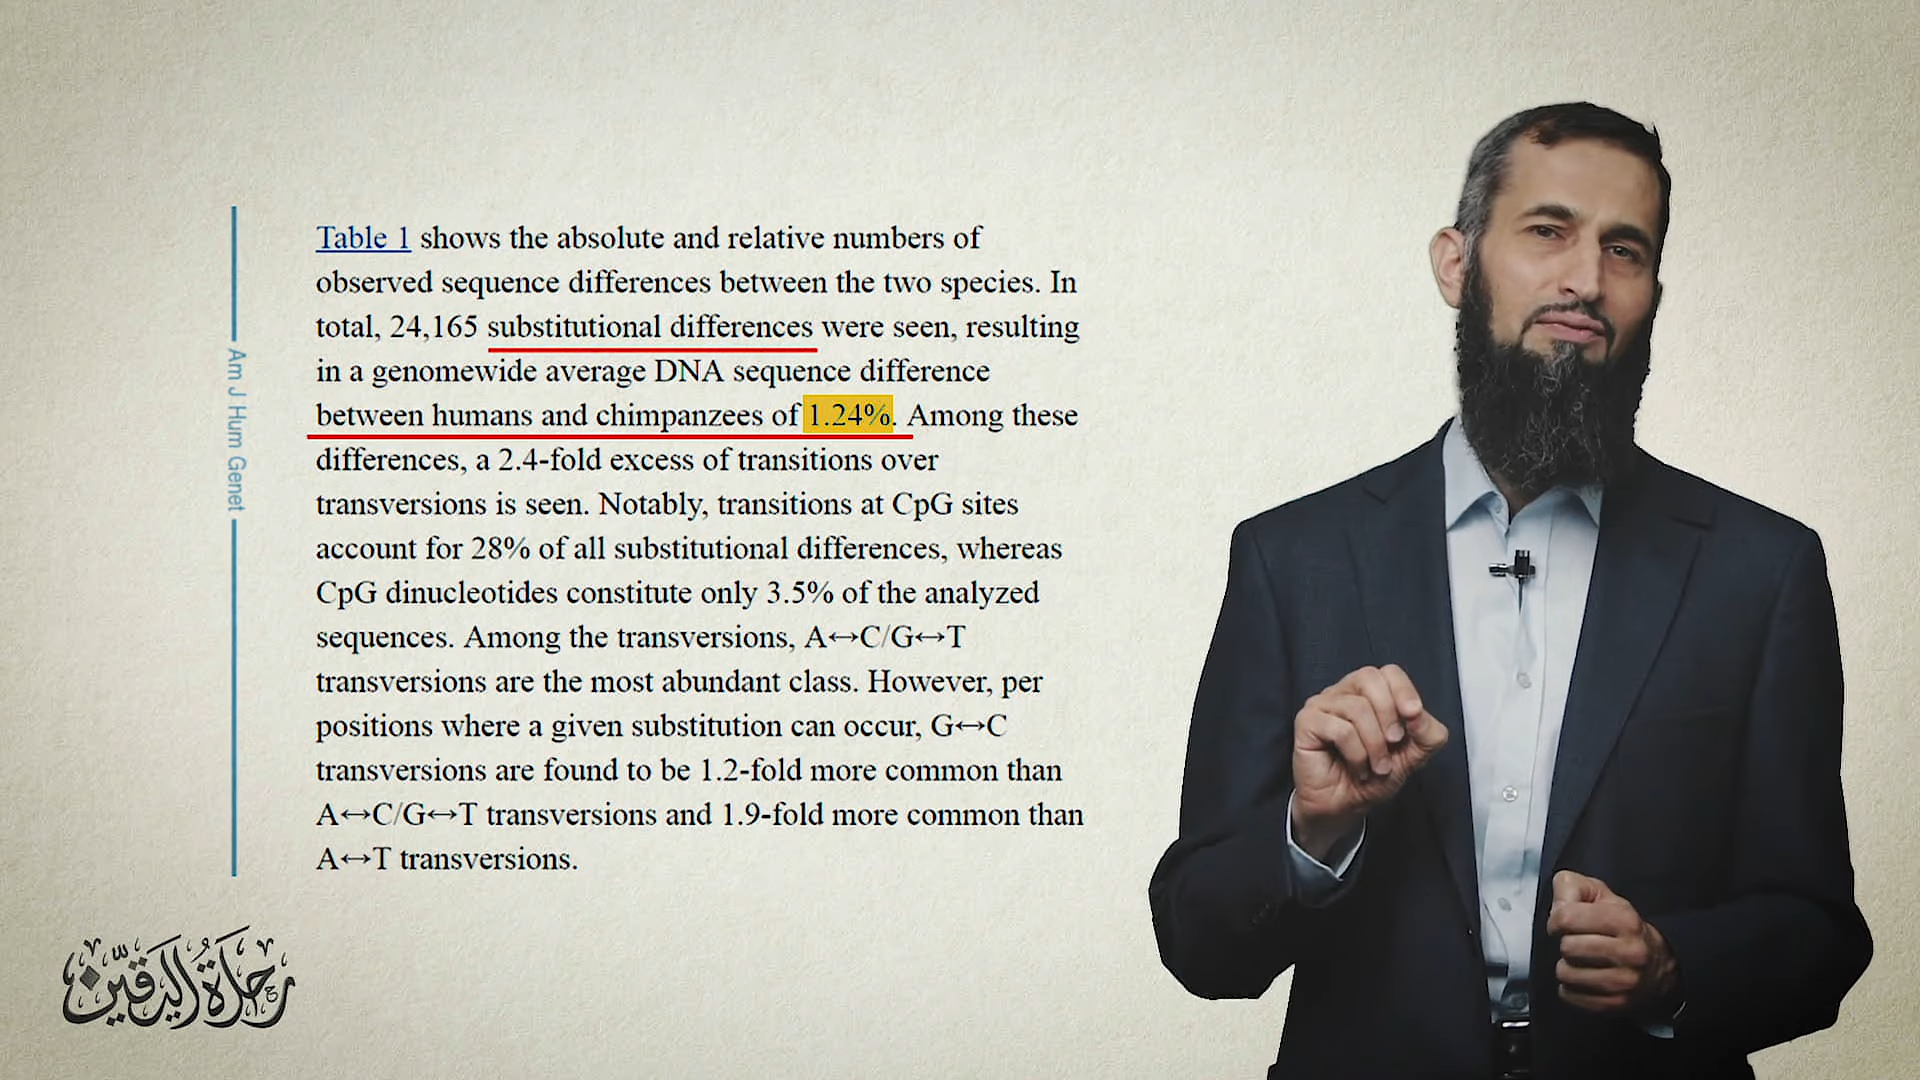 Am J Hum Genet
Table 1 shows the absolute and relative numbers of
observed sequence differences between the two species. In
total, 24,165 substitutional differences were seen, resulting
in a genomewide average DNA sequence difference
between humans and chimpanzees of 1.24%. Among these
differences, a 2.4-fold excess of transitions over
transversions is seen. Notably, transitions at CpG sites
account for 28% of all substitutional differences, whereas
CpG dinucleotides constitute only 3.5% of the analyzed
sequences. Among the transversions, A↔C/G↔T
transversions are the most abundant class. However, per
positions where a given substitution can occur, G↔C
transversions are found to be 1.2-fold more common than
A↔C/G↔T transversions and 1.9-fold more common than
A↔T transversions.
رحلة اليقين